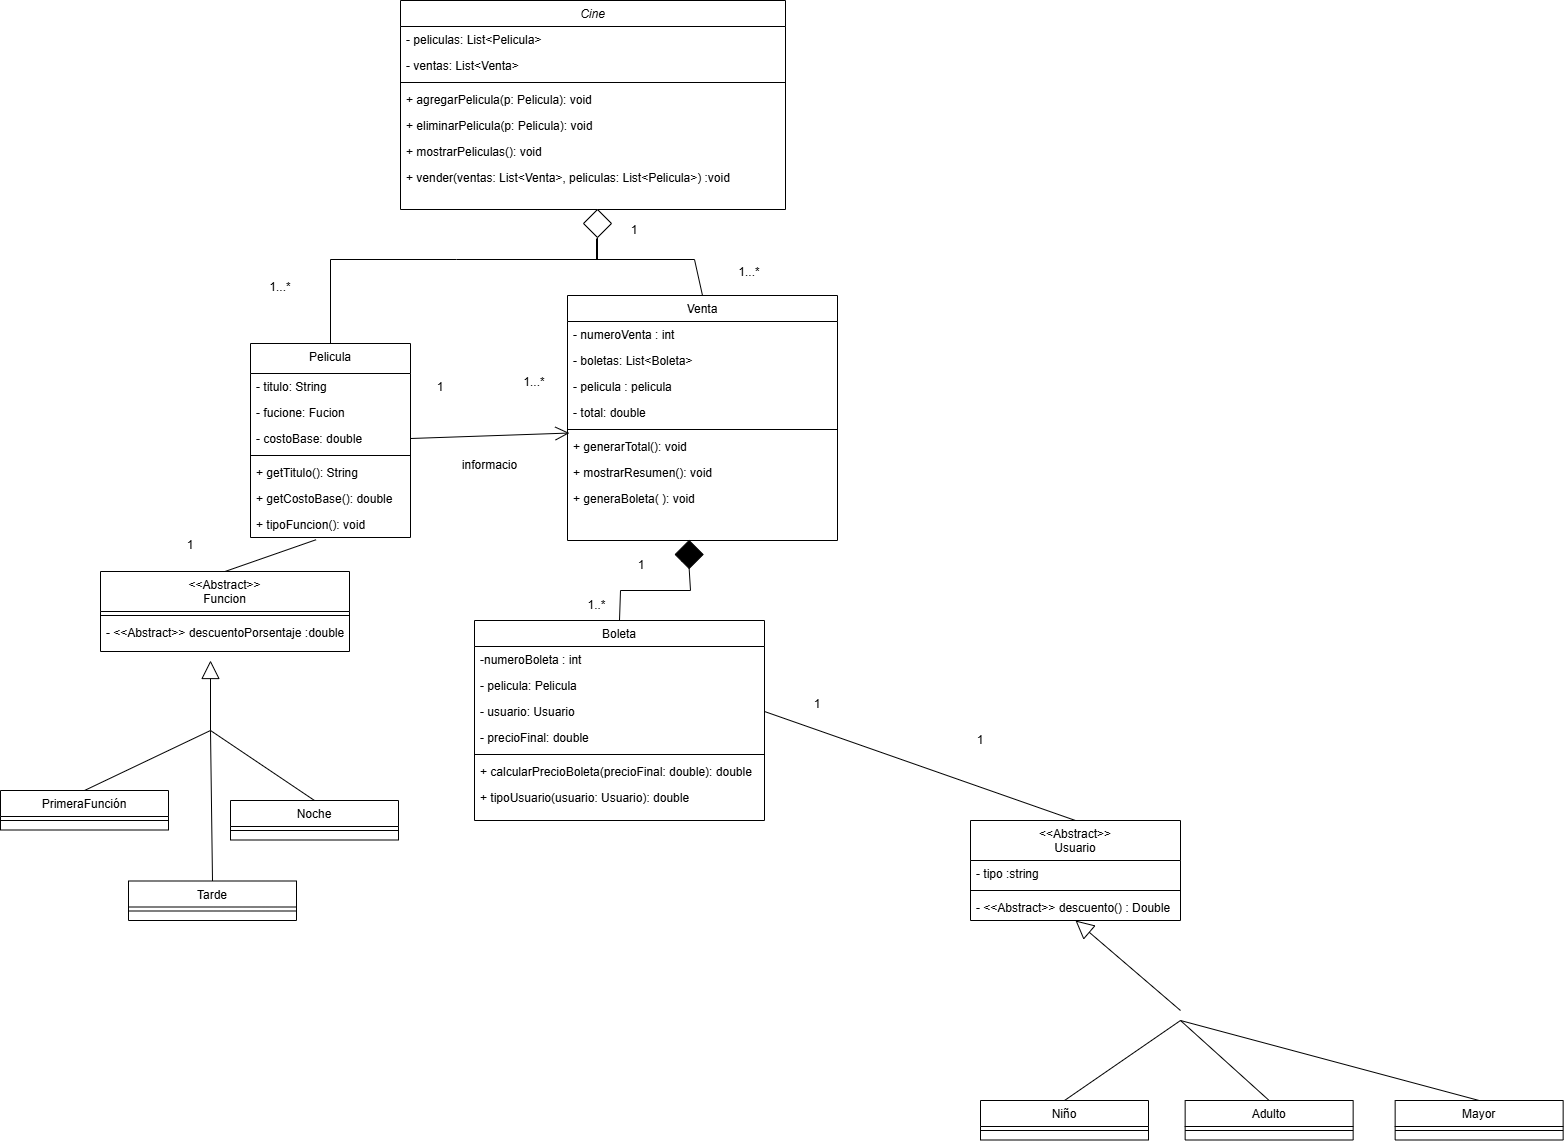 Cine
- peliculas: List<Pelicula>
- ventas: List<Venta>
+ agregarPelicula(p: Pelicula): void
+ eliminarPelicula(p: Pelicula): void
+ mostrarPeliculas(): void
+ vender(ventas: List<Venta>, peliculas: List<Pelicula>) :void
1
1...*
1...*
Venta
- numeroVenta : int
- boletas: List<Boleta>
- pelicula : pelicula
- total: double
+ generarTotal(): void
+ mostrarResumen(): void
+ generaBoleta( ): void
Pelicula
- titulo: String
- fucione: Fucion
- costoBase: double
+ getTitulo(): String
+ getCostoBase(): double
+ tipoFuncion(): void
1
1...*
informacio
1
<<Abstract>>
Funcion
- <<Abstract>> descuentoPorsentaje :double
PrimeraFunción
Noche
Tarde
1
1..*
Boleta
-numeroBoleta : int
- pelicula: Pelicula
- usuario: Usuario
- precioFinal: double
+ calcularPrecioBoleta(precioFinal: double): double
+ tipoUsuario(usuario: Usuario): double
1
1
<<Abstract>>
Usuario
- tipo :string
- <<Abstract>> descuento() : Double
Niño
Adulto
Mayor